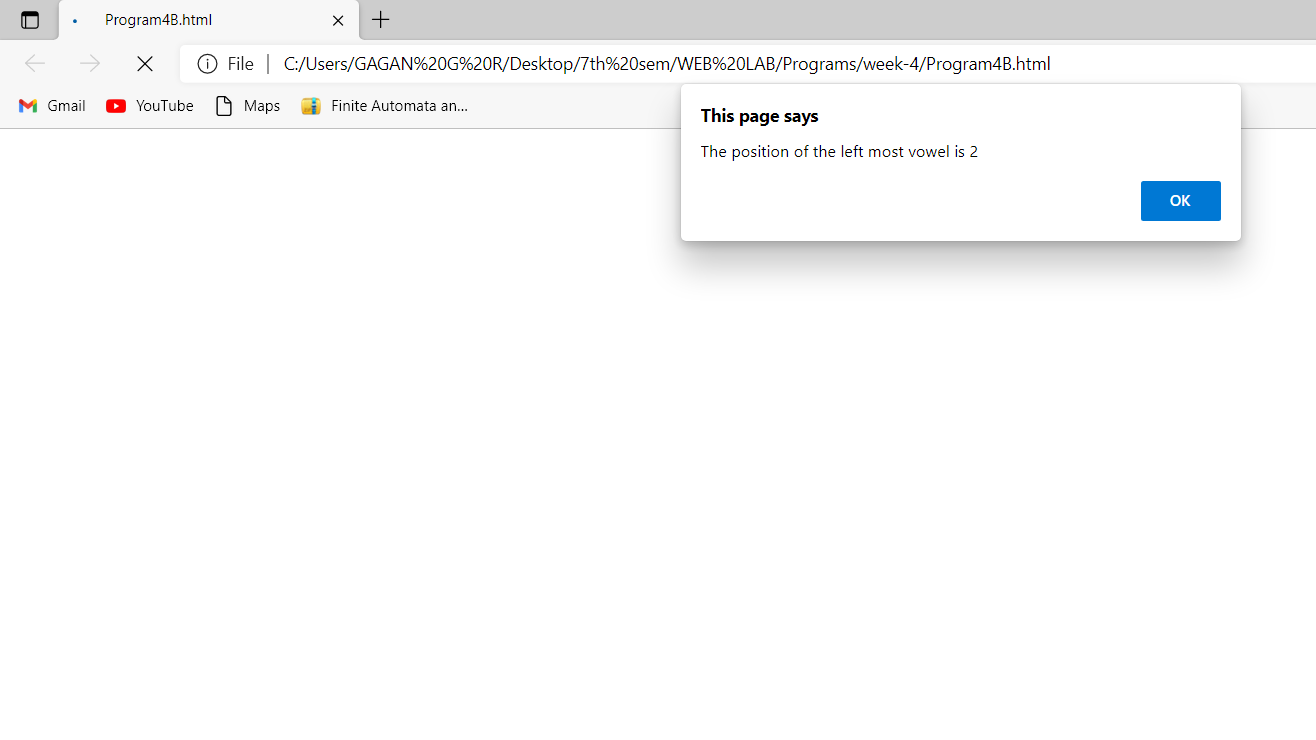 Program4B.html
File | C:/Users/GAGAN%20G%20R/Desktop/7th%20sem/WEB%20LAB/Programs/week-4/Program4B.html
Gmail YouTube Maps Finite Automata an...
This page says
The position of the left most vowel is 2
OK